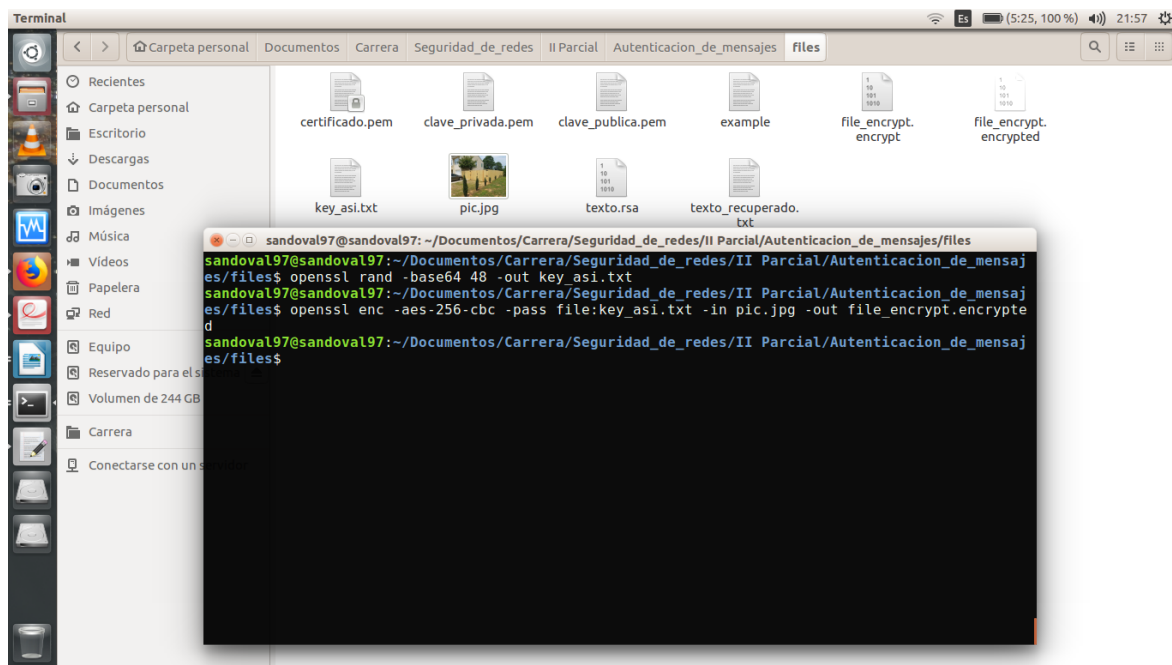 Terminal
Es (5:25, 100 %) 21:57
Carpeta personal Documentos Carrera Seguridad_de_redes II Parcial Autenticacion_de_mensajes files
Recientes
Carpeta personal
Escritorio
Descargas
Documentos
Imágenes
Música
Vídeos
Papelera
Red
Equipo
Reservado para el sistema
Volumen de 244 GB
Carrera
Conectarse con un servidor
certificado.pem clave_privada.pem clave_publica.pem example file_encrypt. file_encrypt.
encrypt encrypted
key_asi.txt pic.jpg texto.rsa texto_recuperado.
txt
sandoval97@sandoval97: ~/Documentos/Carrera/Seguridad_de_redes/II Parcial/Autenticacion_de_mensajes/files
sandoval97@sandoval97:~/Documentos/Carrera/Seguridad_de_redes/II Parcial/Autenticacion_de_mensaj
es/files$ openssl rand -base64 48 -out key_asi.txt
sandoval97@sandoval97:~/Documentos/Carrera/Seguridad_de_redes/II Parcial/Autenticacion_de_mensaj
es/files$ openssl enc -aes-256-cbc -pass file:key_asi.txt -in pic.jpg -out file_encrypt.encrypte
d
sandoval97@sandoval97:~/Documentos/Carrera/Seguridad_de_redes/II Parcial/Autenticacion_de_mensaj
es/files$